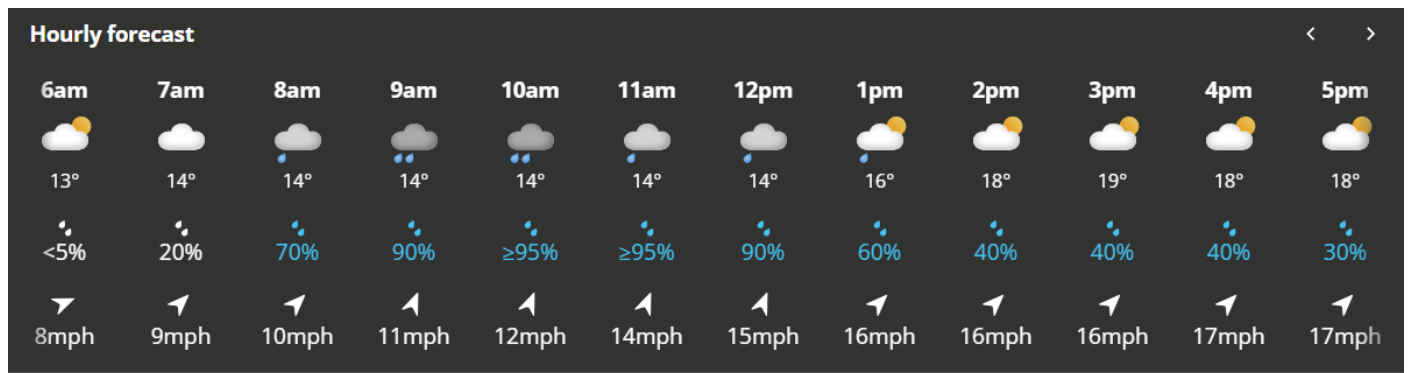 Hourly forecast
6am 7am 8am 9am 10am 11am 12pm 1pm 2pm 3pm 4pm 5pm
13° 14° 14° 14° 14° 14° 14° 16° 18° 19° 18° 18°
<5% 20% 70% 90% ≥95% ≥95% 90% 60% 40% 40% 40% 30%
8mph 9mph 10mph 11mph 12mph 14mph 15mph 16mph 16mph 16mph 17mph 17mph